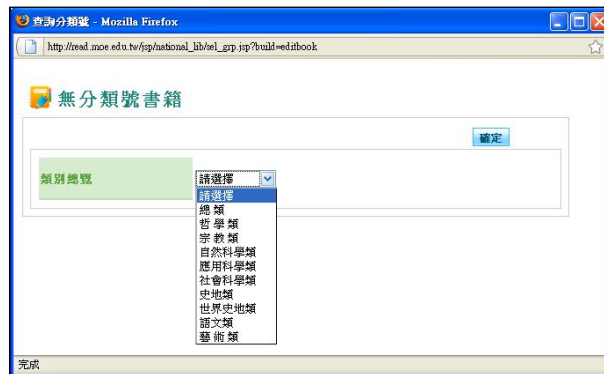 查詢分類號 - Mozilla Firefox
http://read.moe.edu.tw/jsp/national_lib/sel_grp.jsp?build=editbook
無分類號書籍
確定
類別總覽
請選擇
請選擇
總 類
哲 學 類
宗 教 類
自然科學類
應用科學類
社會科學類
史地類
世界史地類
語文類
藝 術 類
完成